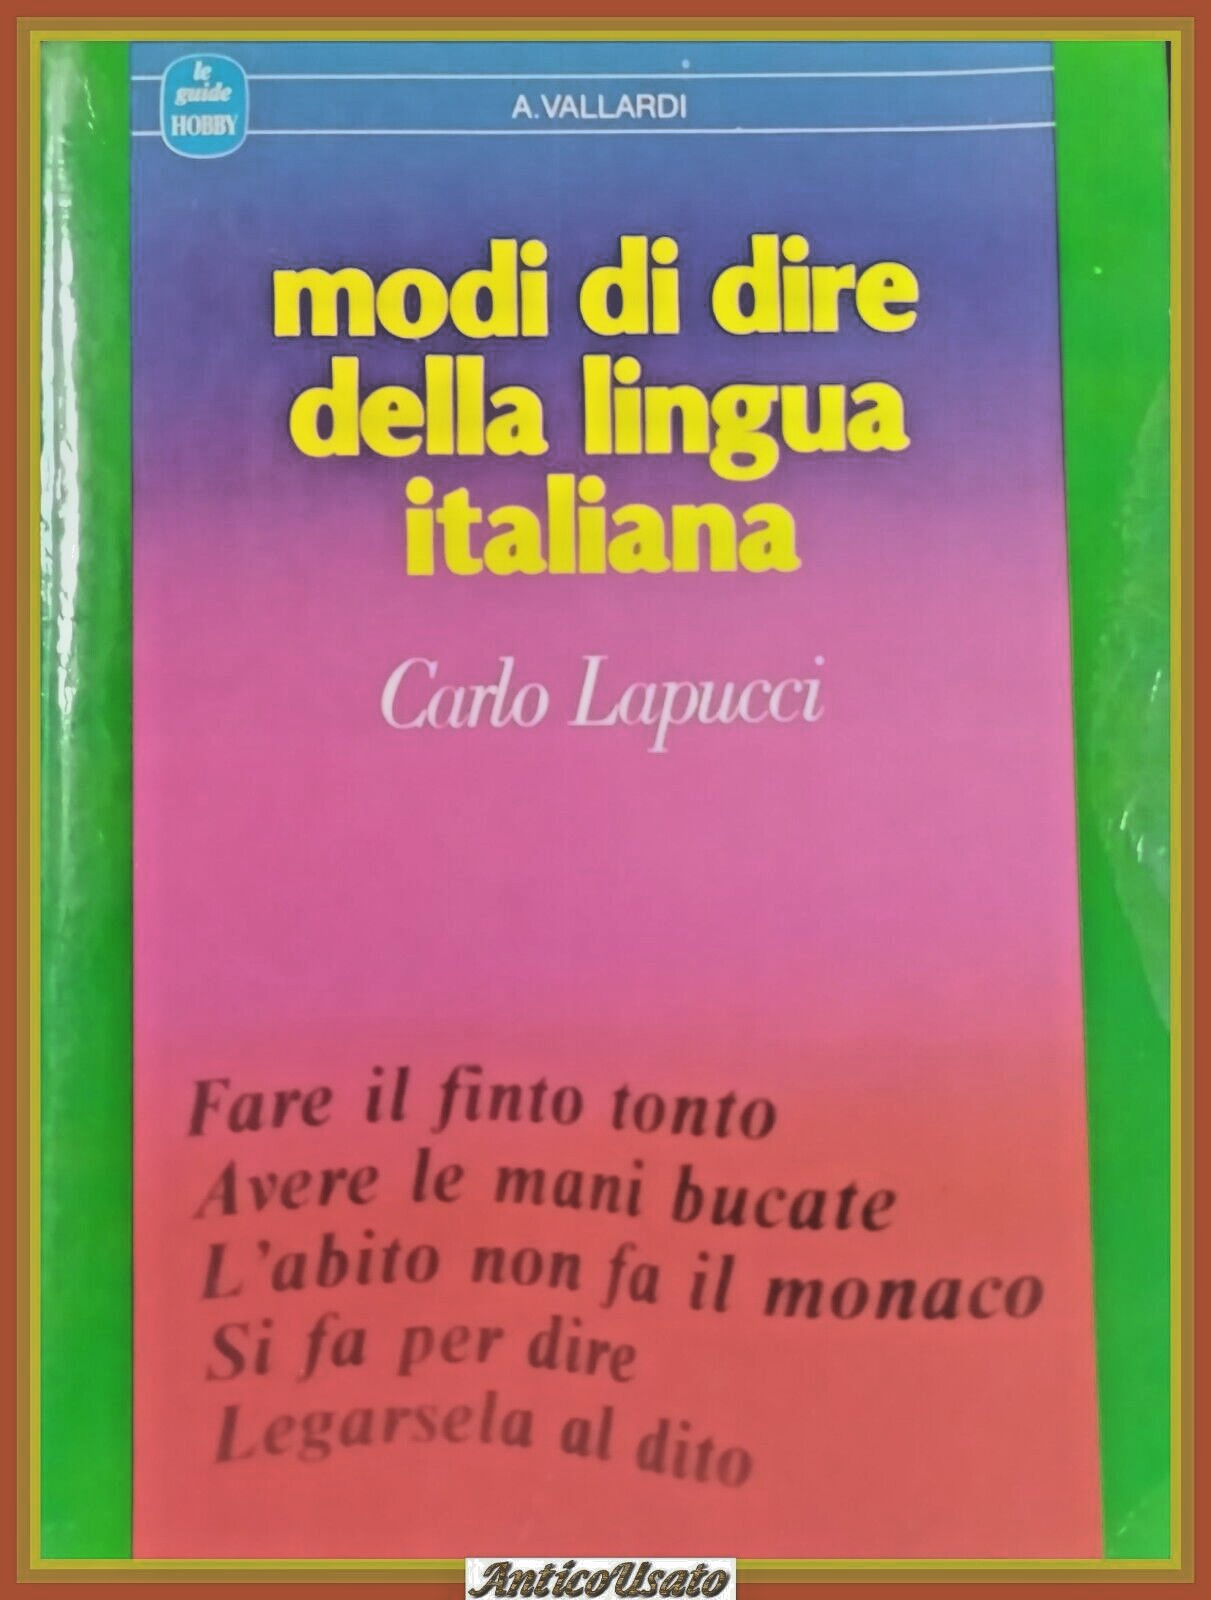 le
guide
HOBBY
A. VALLARDI
modi di dire
della lingua
italiana
Carlo Lapucci
Fare il finto tonto
Avere le mani bucate
L'abito non fa il monaco
Si fa per dire
Legarsela al dito
AnticoUsato